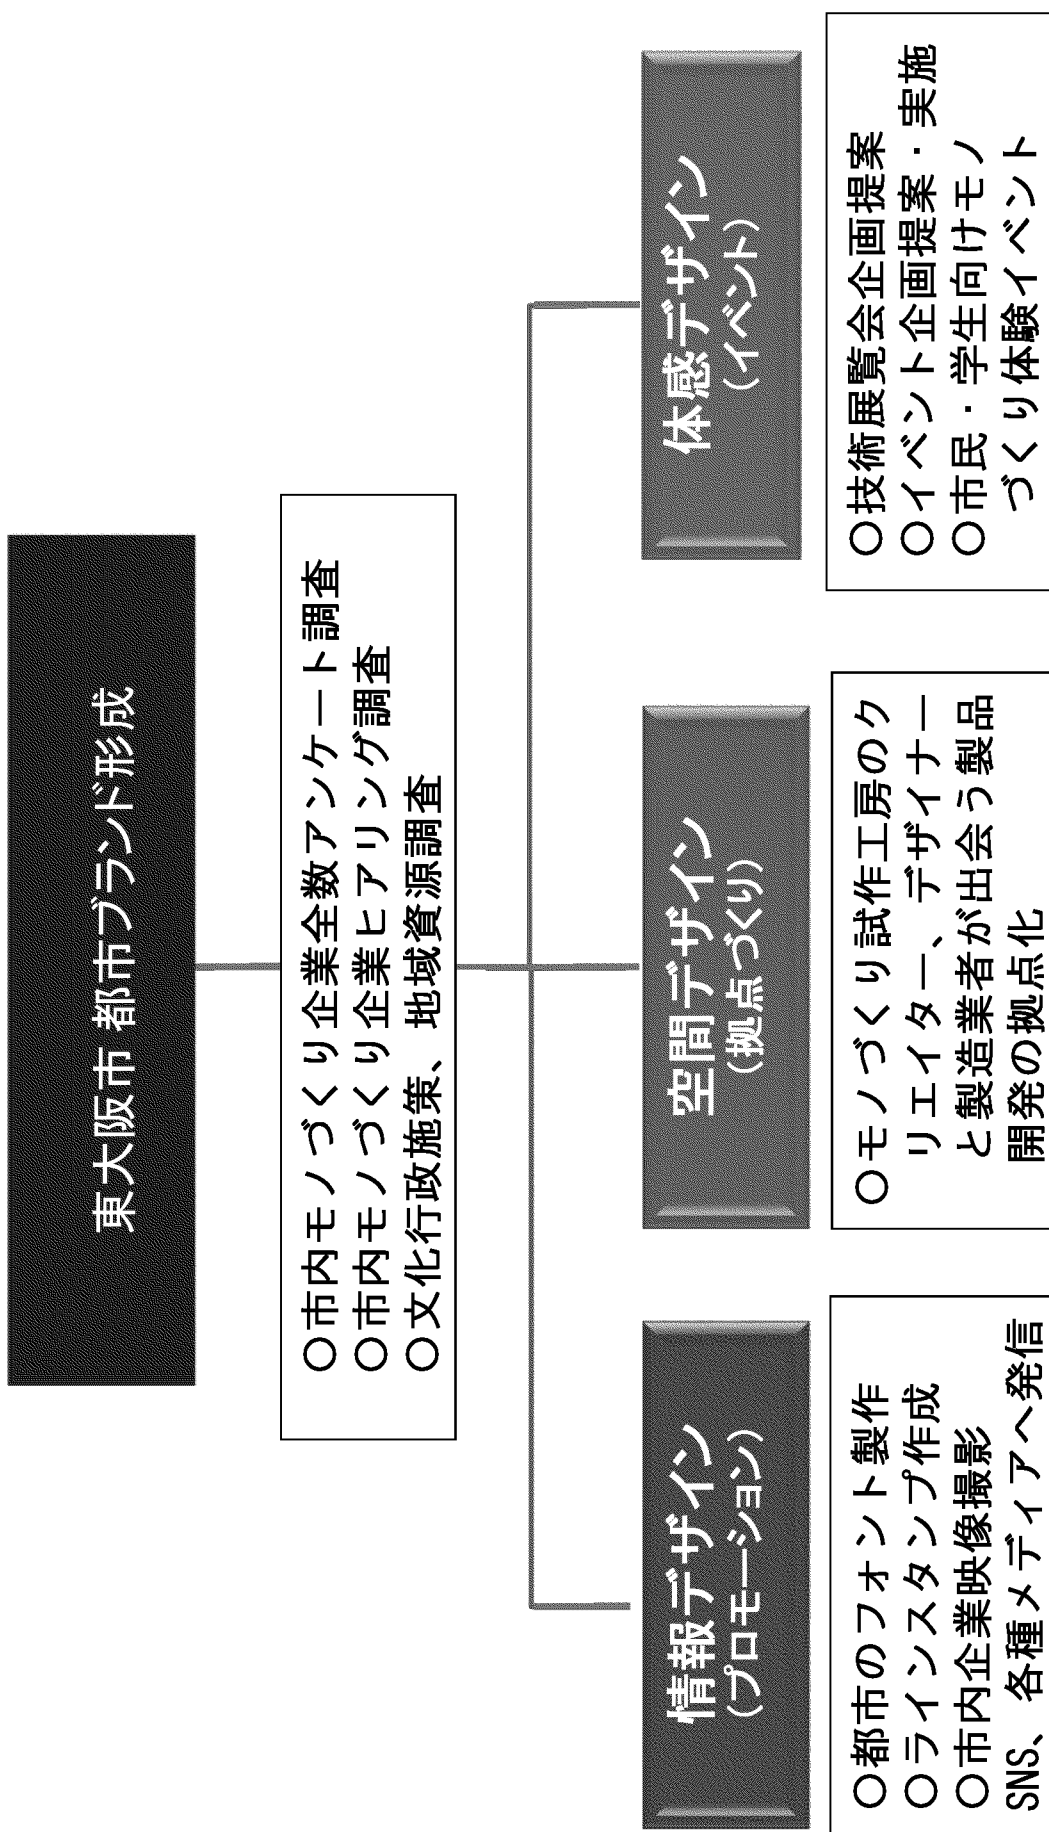 東大阪市 都市ブランド形成
○市内モノづくり企業全数アンケート調査
○市内モノづくり企業ヒアリング調査
○文化行政施策、地域資源調査
情報デザイン
（プロモーション）
○都市のフォント製作
○ラインスタンプ作成
○市内企業映像撮影
SNS、各種メディアへ発信
空間デザイン
（拠点づくり）
○モノづくり試作工房のク
リエイター、デザイナー
と製造業者が出会う製品
開発の拠点化
体感デザイン
（イベント）
○技術展覧会企画提案
○イベント企画提案・実施
○市民・学生向けモノ
づくり体験イベント